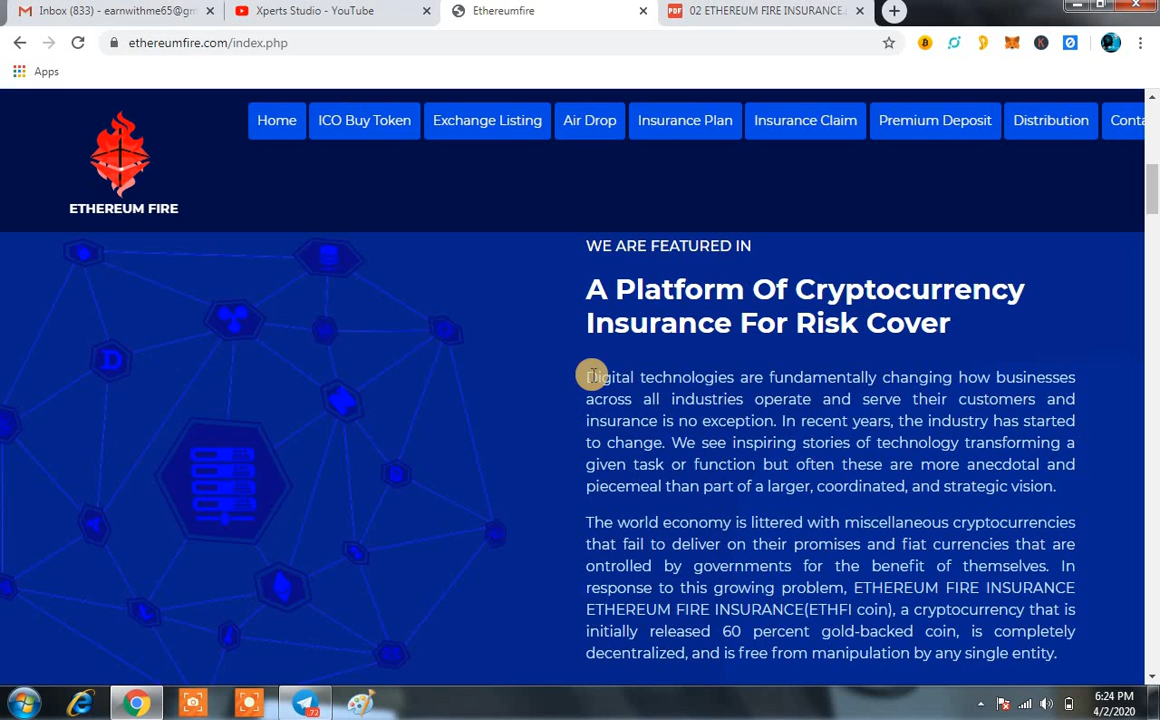 Inbox (833) - earnwithme65@gm
Xperts Studio - YouTube
Ethereumfire
02 ETHEREUM FIRE INSURANCE
ethereumfire.com/index.php
Apps
Home
ICO Buy Token
Exchange Listing
Air Drop
Insurance Plan
Insurance Claim
Premium Deposit
Distribution
Conta
ETHEREUM FIRE
WE ARE FEATURED IN
A Platform Of Cryptocurrency
Insurance For Risk Cover
Digital technologies are fundamentally changing how businesses
across all industries operate and serve their customers and
insurance is no exception. In recent years, the industry has started
to change. We see inspiring stories of technology transforming a
given task or function but often these are more anecdotal and
piecemeal than part of a larger, coordinated, and strategic vision.
The world economy is littered with miscellaneous cryptocurrencies
that fail to deliver on their promises and fiat currencies that are
ontrolled by governments for the benefit of themselves. In
response to this growing problem, ETHEREUM FIRE INSURANCE
ETHEREUM FIRE INSURANCE(ETHFI coin), a cryptocurrency that is
initially released 60 percent gold-backed coin, is completely
decentralized, and is free from manipulation by any single entity.
72
6:24 PM
4/2/2020